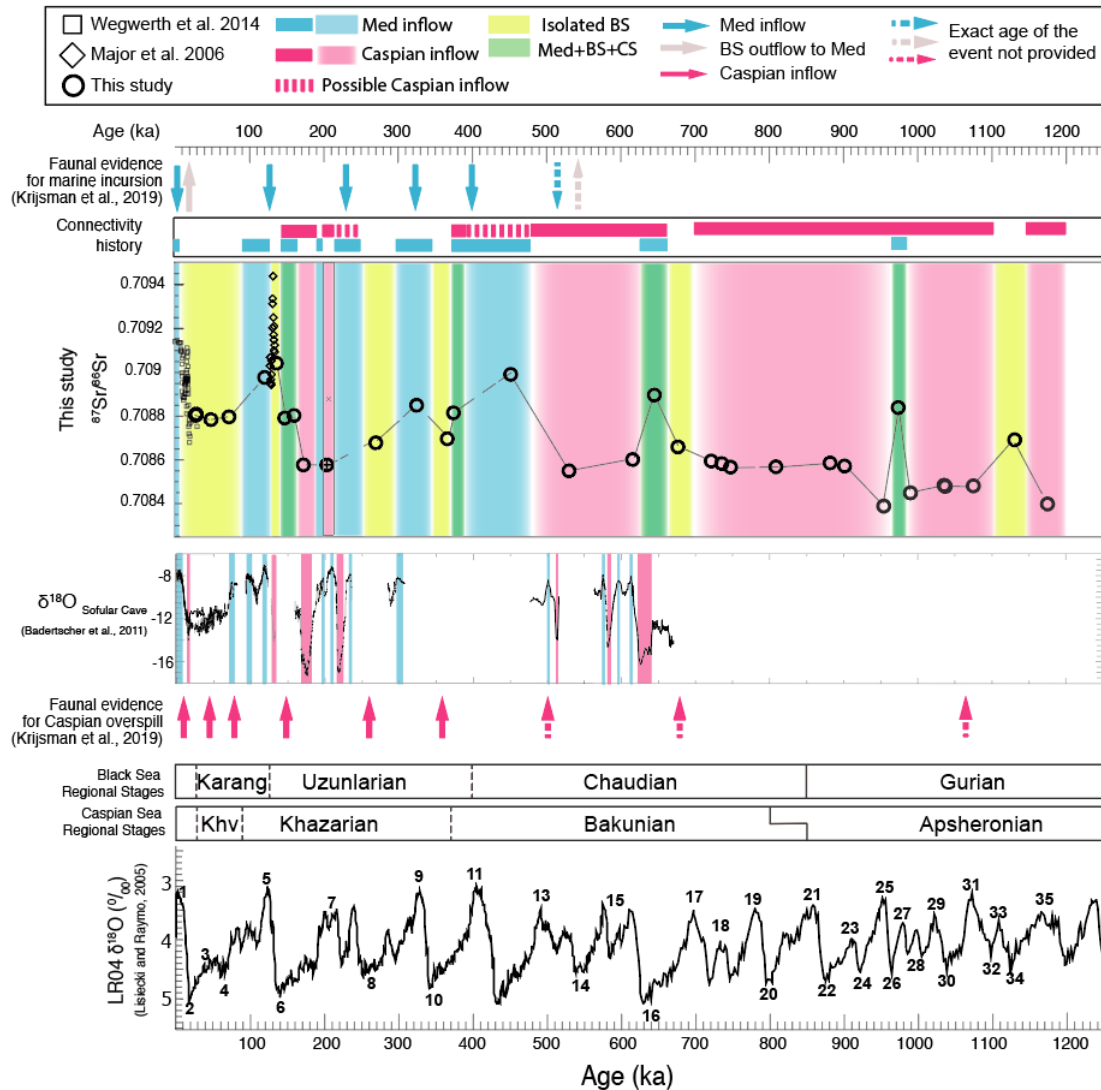 Wegwerth et al. 2014
Major et al. 2006
This study
Med inflow
Caspian inflow
Possible Caspian inflow
Isolated BS
Med+BS+CS
Med inflow
BS outflow to Med
Caspian inflow
Exact age of the
event not provided
Age (ka)
100 200 300 400 500 600 700 800 900 1000 1100 1200
Faunal evidence
for marine incursion
(Krijsman et al., 2019)
Connectivity
history
This study
87Sr/86Sr
0.7094
0.7092
0.709
0.7088
0.7086
0.7084
δ18O Sofular Cave
(Badertscher et al., 2011)
-8
-12
-16
Faunal evidence
for Caspian overspill
(Krijsman et al., 2019)
Black Sea
Regional Stages
Karang Uzunlarian Chaudian Gurian
Caspian Sea
Regional Stages
Khv Khazarian Bakunian Apsheronian
LR04 δ18O (0/00)
(Lisiecki and Raymo, 2005)
3
4
5
1 2 3 4 5 6 7 8 9 10 11 13 14 15 16 17 18 19 20 21 22 23 24 25 26 27 28 29 30 31 32 33 34 35
100 200 300 400 500 600 700 800 900 1000 1100 1200
Age (ka)